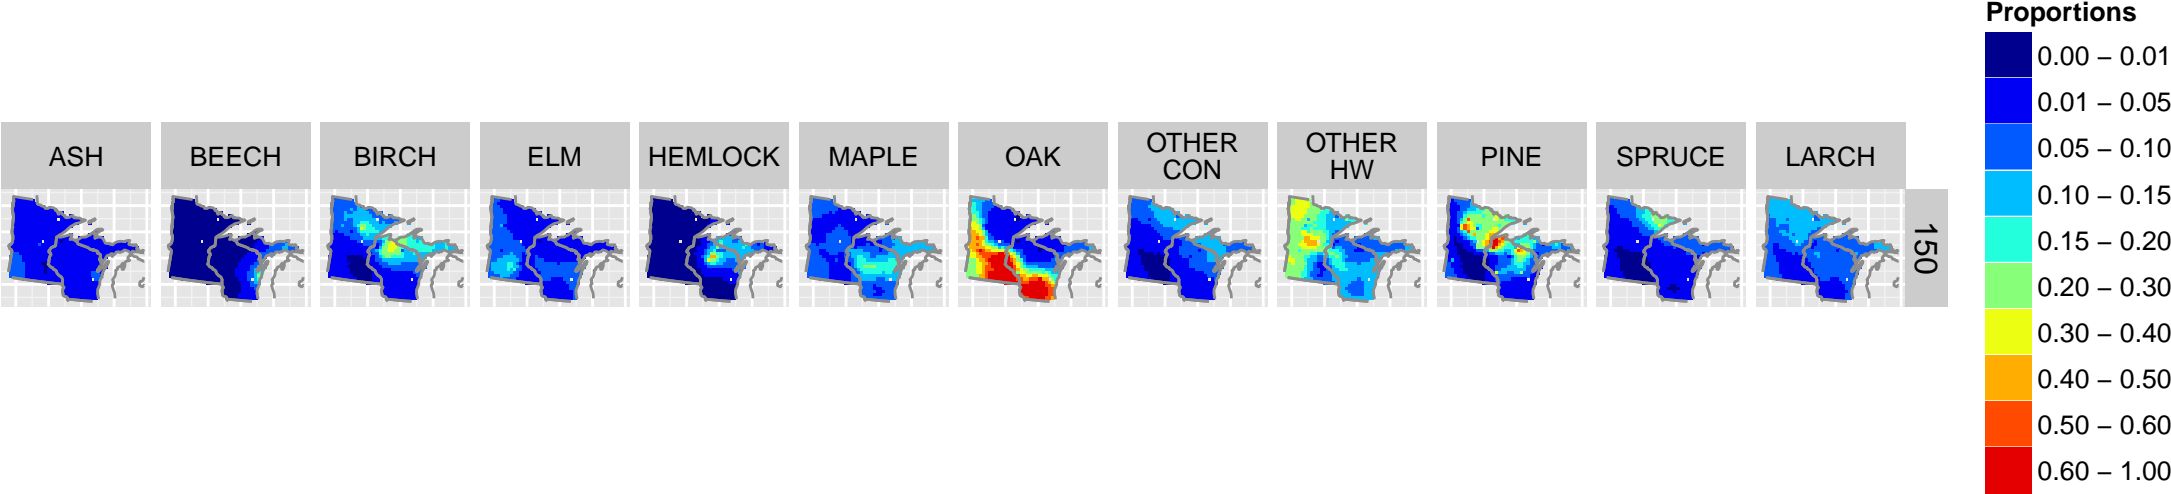 ASH
BEECH
BIRCH
ELM
HEMLOCK
MAPLE
OAK
OTHER
CON
OTHER
HW
PINE
SPRUCE
LARCH
150
Proportions
0.00 – 0.01
0.01 – 0.05
0.05 – 0.10
0.10 – 0.15
0.15 – 0.20
0.20 – 0.30
0.30 – 0.40
0.40 – 0.50
0.50 – 0.60
0.60 – 1.00